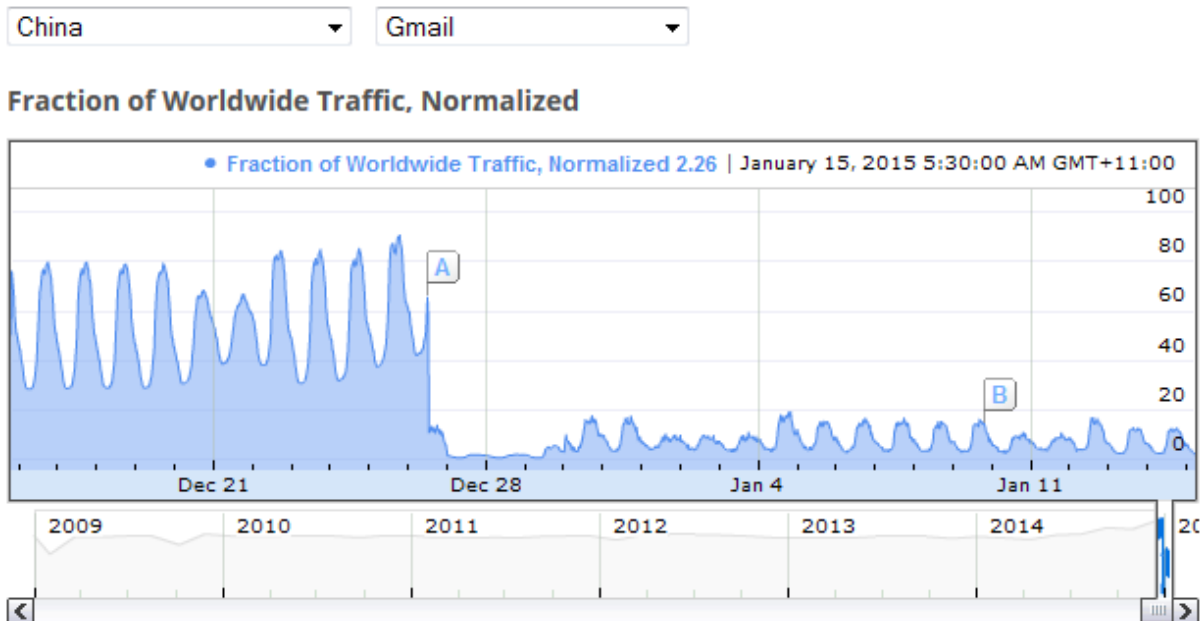 China Gmail
Fraction of Worldwide Traffic, Normalized
Fraction of Worldwide Traffic, Normalized 2.26 | January 15, 2015 5:30:00 AM GMT+11:00
100
80
A
60
40
B
20
0
Dec 21 Dec 28 Jan 4 Jan 11
2009 2010 2011 2012 2013 2014 20